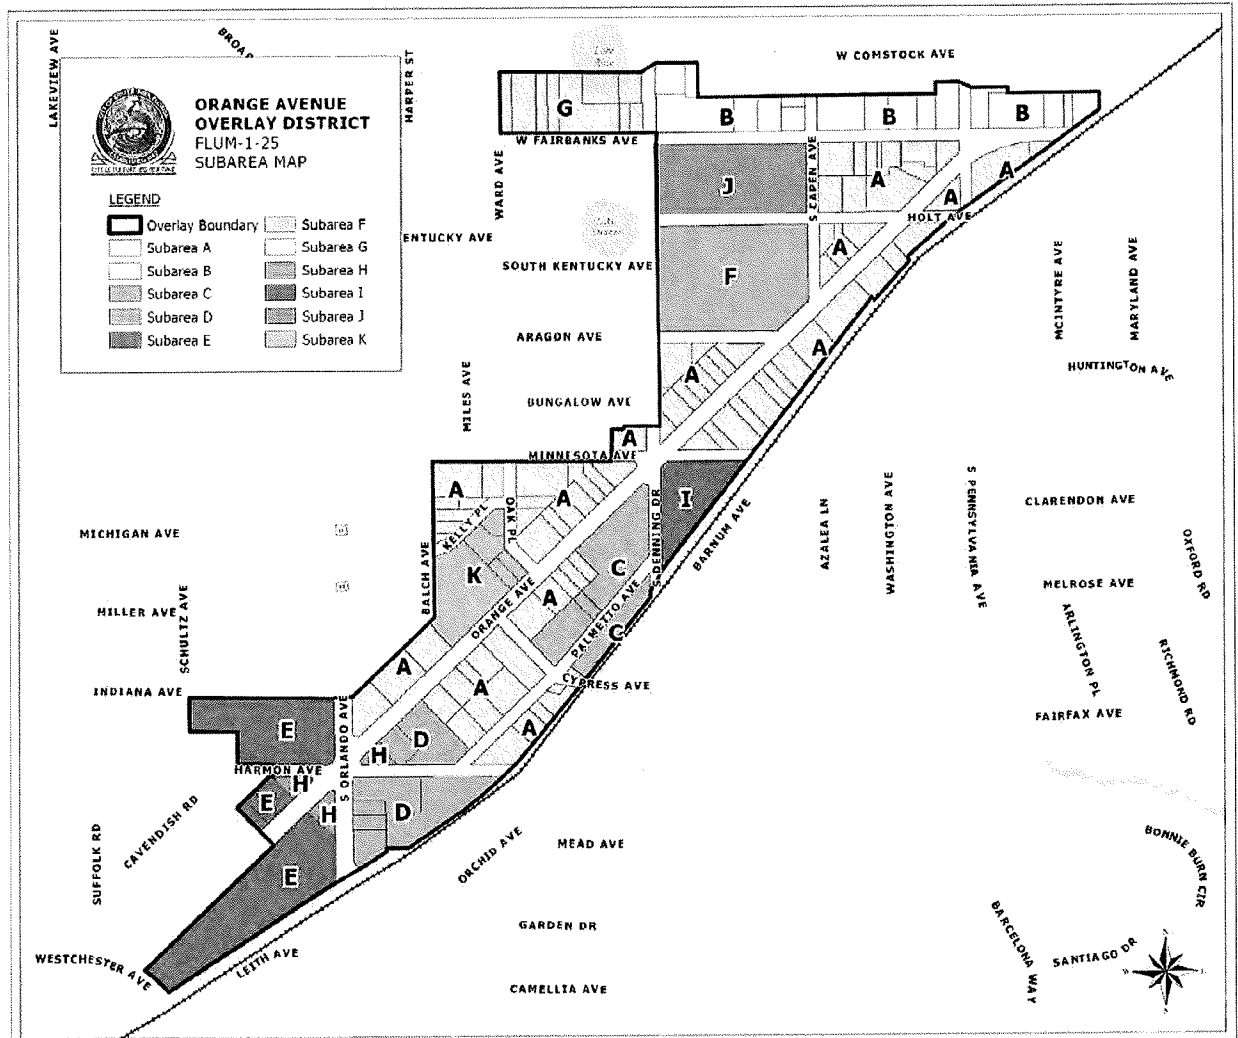 LAKEVIEW AVE
BROAD
HARPER ST
W COMSTOCK AVE
ORANGE AVENUE
OVERLAY DISTRICT
FLUM-1-25
SUBAREA MAP
LEGEND
Overlay Boundary
Subarea A
Subarea B
Subarea C
Subarea D
Subarea E
Subarea F
Subarea G
Subarea H
Subarea I
Subarea J
Subarea K
G
B
B
B
W FAIRBANKS AVE
WARD AVE
J
S CAPEN AVE
A
A
A
HOLT AVE
ENTUCKY AVE
SOUTH KENTUCKY AVE
F
A
MCINTYRE AVE
MARYLAND AVE
ARAGON AVE
A
A
HUNTINGTON AVE
MILES AVE
BUNGALOW AVE
A
MINNESOTA AVE
A
A
OAK PL
KELLY PL
S DENNING DR
I
BARNUM AVE
AZALEA LN
WASHINGTON AVE
S PENNSYLVANIA AVE
CLARENDON AVE
OXFORD RD
MICHIGAN AVE
BALCH AVE
K
ORANGE AVE
A
C
PALMETTO AVE
C
MELROSE AVE
MILLER AVE
SCHULTZ AVE
ARLINGTON PL
RICHMOND RD
INDIANA AVE
A
A
CYPRESS AVE
FAIRFAX AVE
E
S ORLANDO AVE
H
D
A
HARMON AVE
H
E
H
D
CAVENDISH RD
SUFFOLK RD
E
ORCHID AVE
MEAD AVE
BONNIE BURN CIR
GARDEN DR
BARCELONA WAY
SANTIAGO DR
WESTCHESTER AVE
LEITH AVE
CAMELLIA AVE